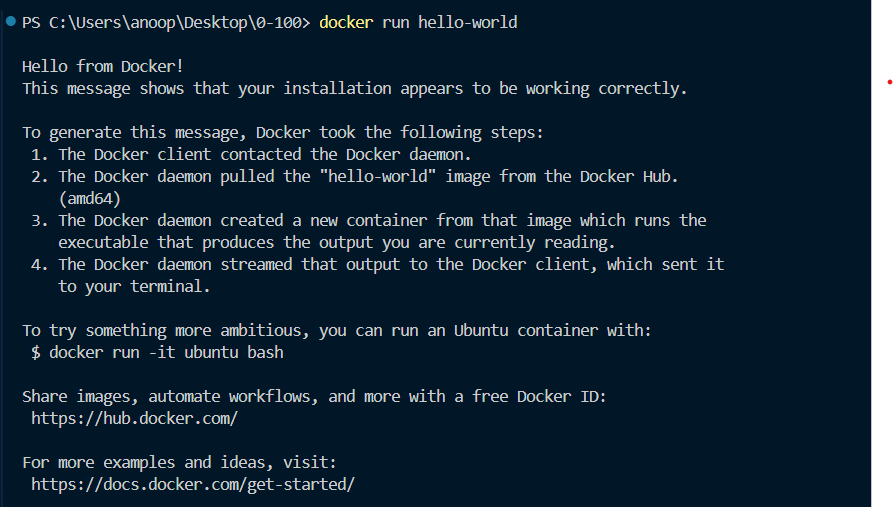 PS C:\Users\anoop\Desktop\0-100> docker run hello-world
Hello from Docker!
This message shows that your installation appears to be working correctly.
To generate this message, Docker took the following steps:
1. The Docker client contacted the Docker daemon.
2. The Docker daemon pulled the "hello-world" image from the Docker Hub.
(amd64)
3. The Docker daemon created a new container from that image which runs the
executable that produces the output you are currently reading.
4. The Docker daemon streamed that output to the Docker client, which sent it
to your terminal.
To try something more ambitious, you can run an Ubuntu container with:
$ docker run -it ubuntu bash
Share images, automate workflows, and more with a free Docker ID:
https://hub.docker.com/
For more examples and ideas, visit:
https://docs.docker.com/get-started/